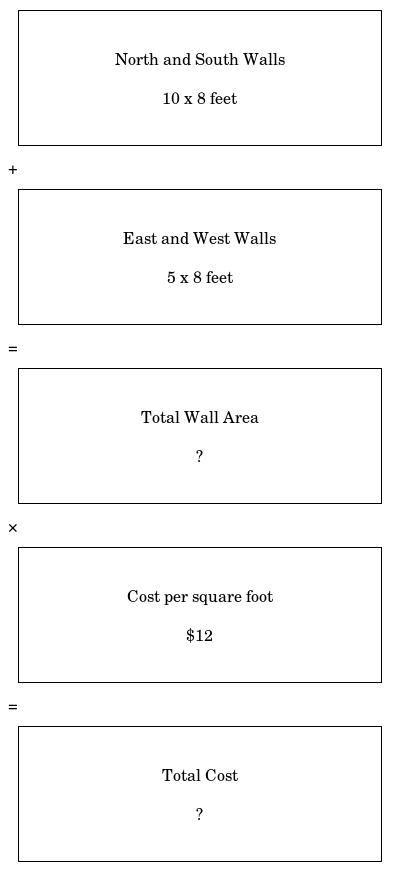 North and South Walls
10 x 8 feet
+
East and West Walls
5 x 8 feet
=
Total Wall Area
?
×
Cost per square foot
$12
=
Total Cost
?